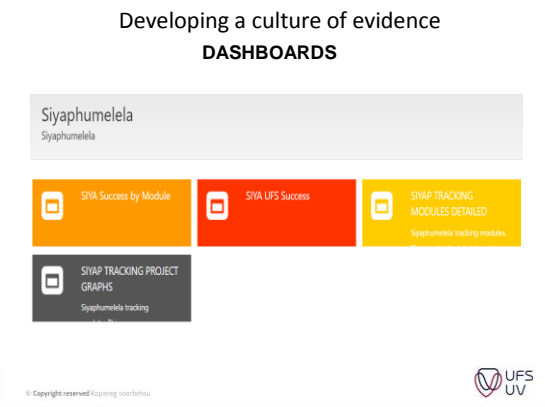 Developing a culture of evidence
DASHBOARDS
Siyaphumelela
Siyaphumelela
SIYA Success by Module
SIYA UFS Success
SIYAP TRACKING
MODULES DETAILED
Siyaphumelela tracking modules.
SIYAP TRACKING PROJECT
GRAPHS
Siyaphumelela tracking
© Copyright reserved Kopiereg voorbehou
UFS
UV